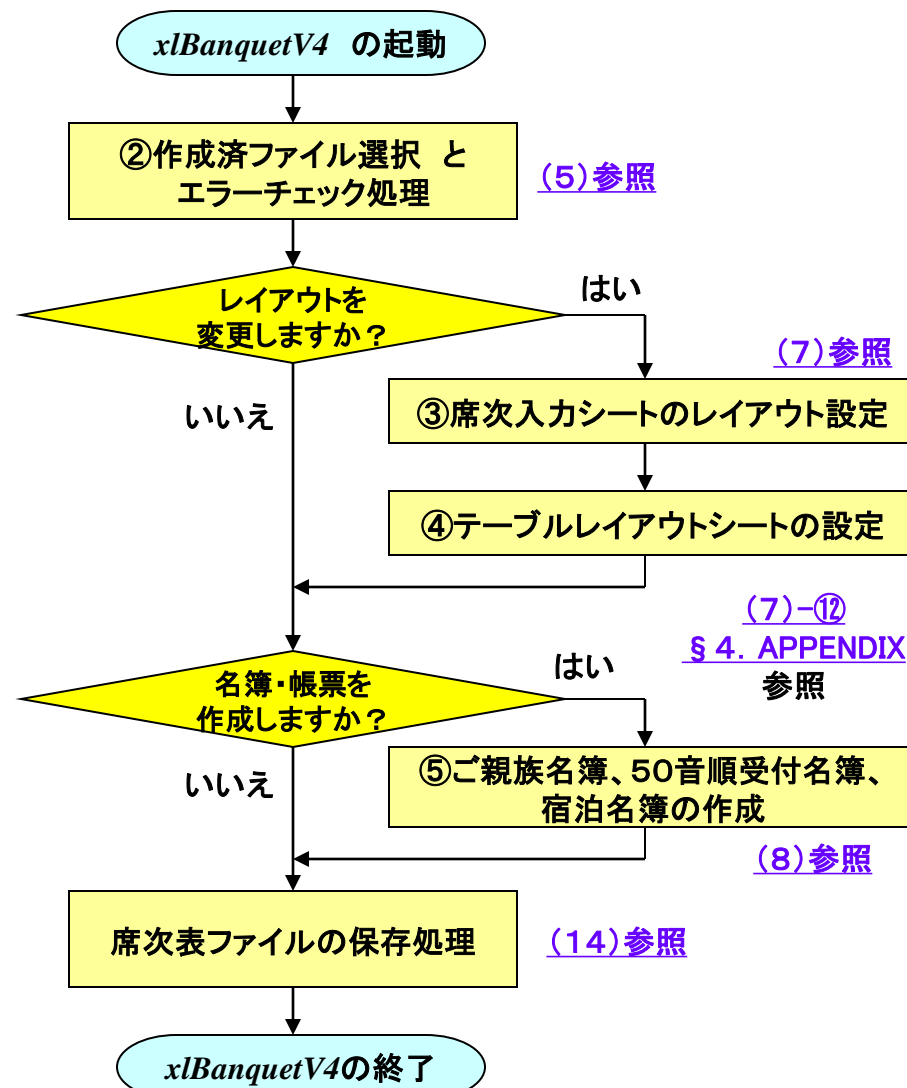 xlBanquetV4 の起動
②作成済ファイル選択 と
エラーチェック処理
(5)参照
レイアウトを
変更しますか?
はい
いいえ
(7)参照
③席次入力シートのレイアウト設定
④テーブルレイアウトシートの設定
(7)-⑫
§4. APPENDIX
参照
名簿・帳票を
作成しますか?
はい
いいえ
⑤ご親族名簿、50音順受付名簿、
宿泊名簿の作成
(8)参照
席次表ファイルの保存処理
(14)参照
xlBanquetV4の終了